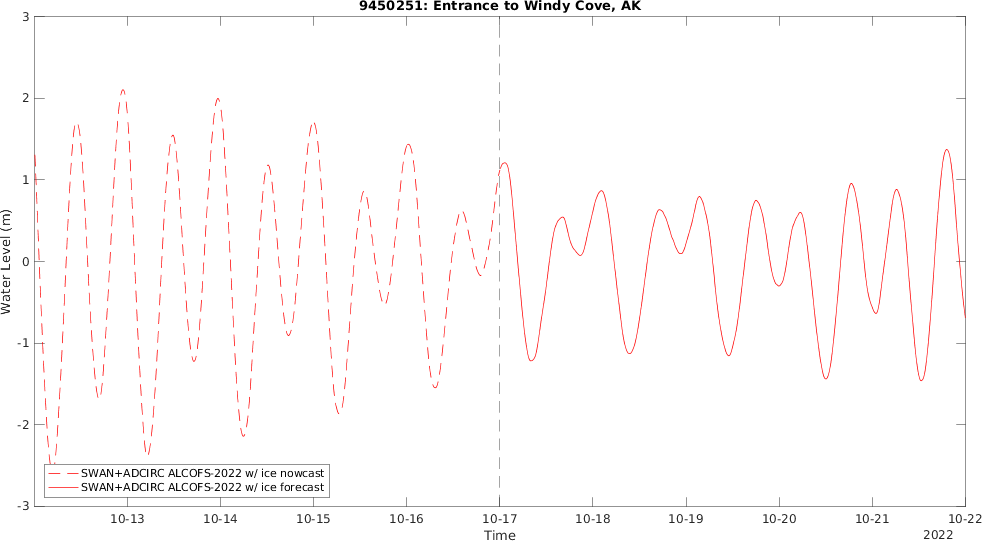 9450251: Entrance to Windy Cove, AK
3
2
1
0
-1
-2
-3
Water Level (m)
SWAN+ADCIRC ALCOFS-2022 w/ ice nowcast
SWAN+ADCIRC ALCOFS-2022 w/ ice forecast
10-13 10-14 10-15 10-16 10-17 10-18 10-19 10-20 10-21 10-22
Time
2022